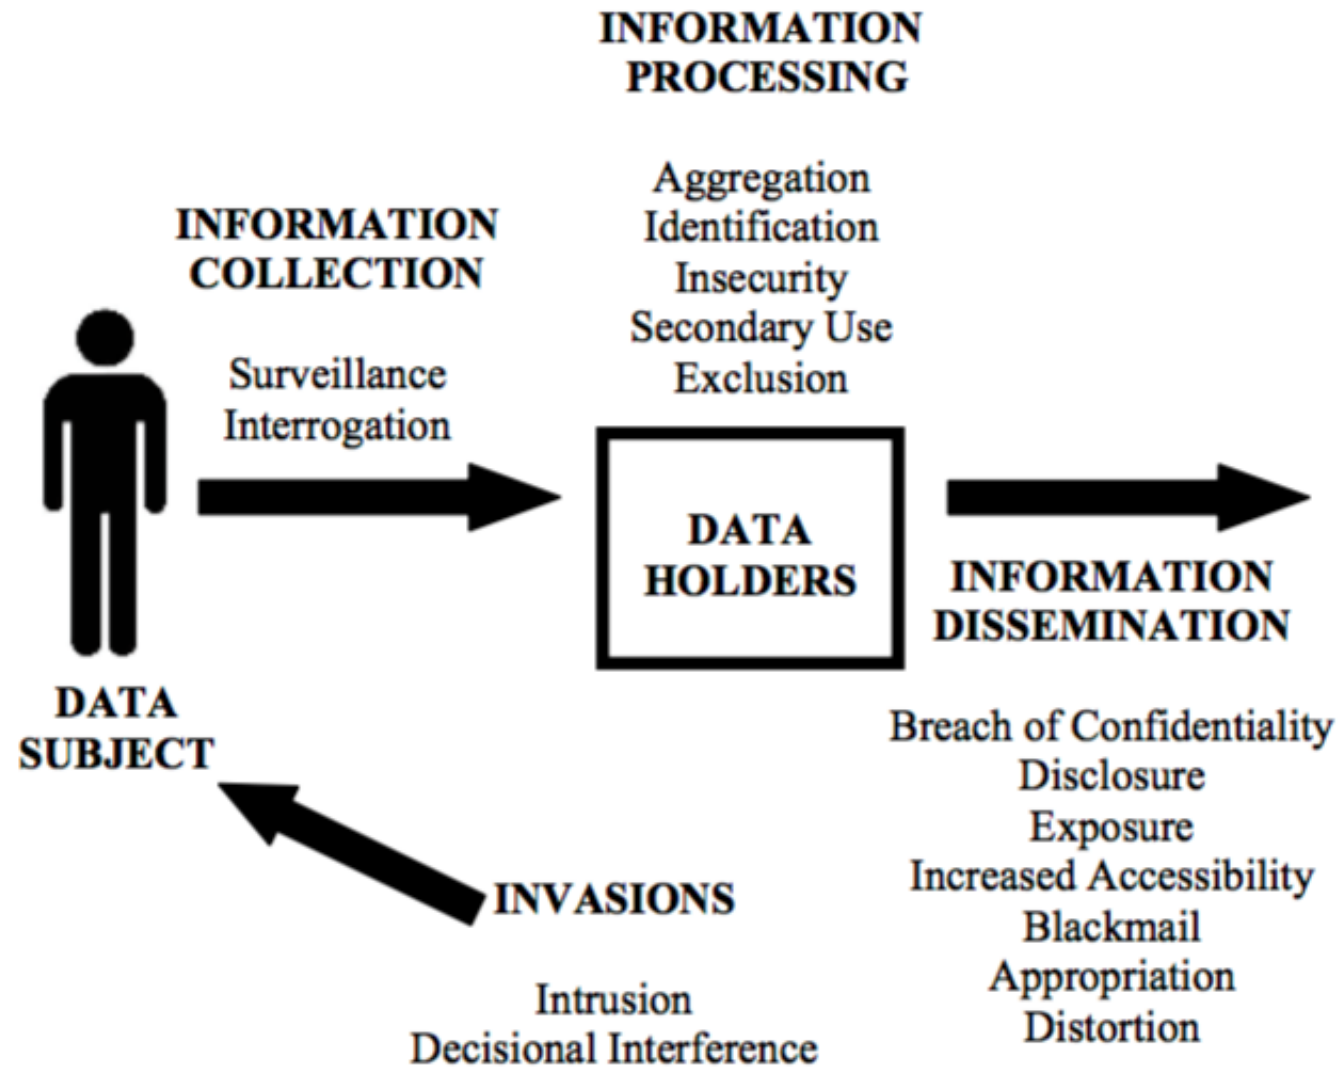 INFORMATION
PROCESSING
Aggregation
Identification
Insecurity
Secondary Use
Exclusion
INFORMATION
COLLECTION
Surveillance
Interrogation
DATA
HOLDERS
INFORMATION
DISSEMINATION
Breach of Confidentiality
Disclosure
Exposure
Increased Accessibility
Blackmail
Appropriation
Distortion
DATA
SUBJECT
INVASIONS
Intrusion
Decisional Interference